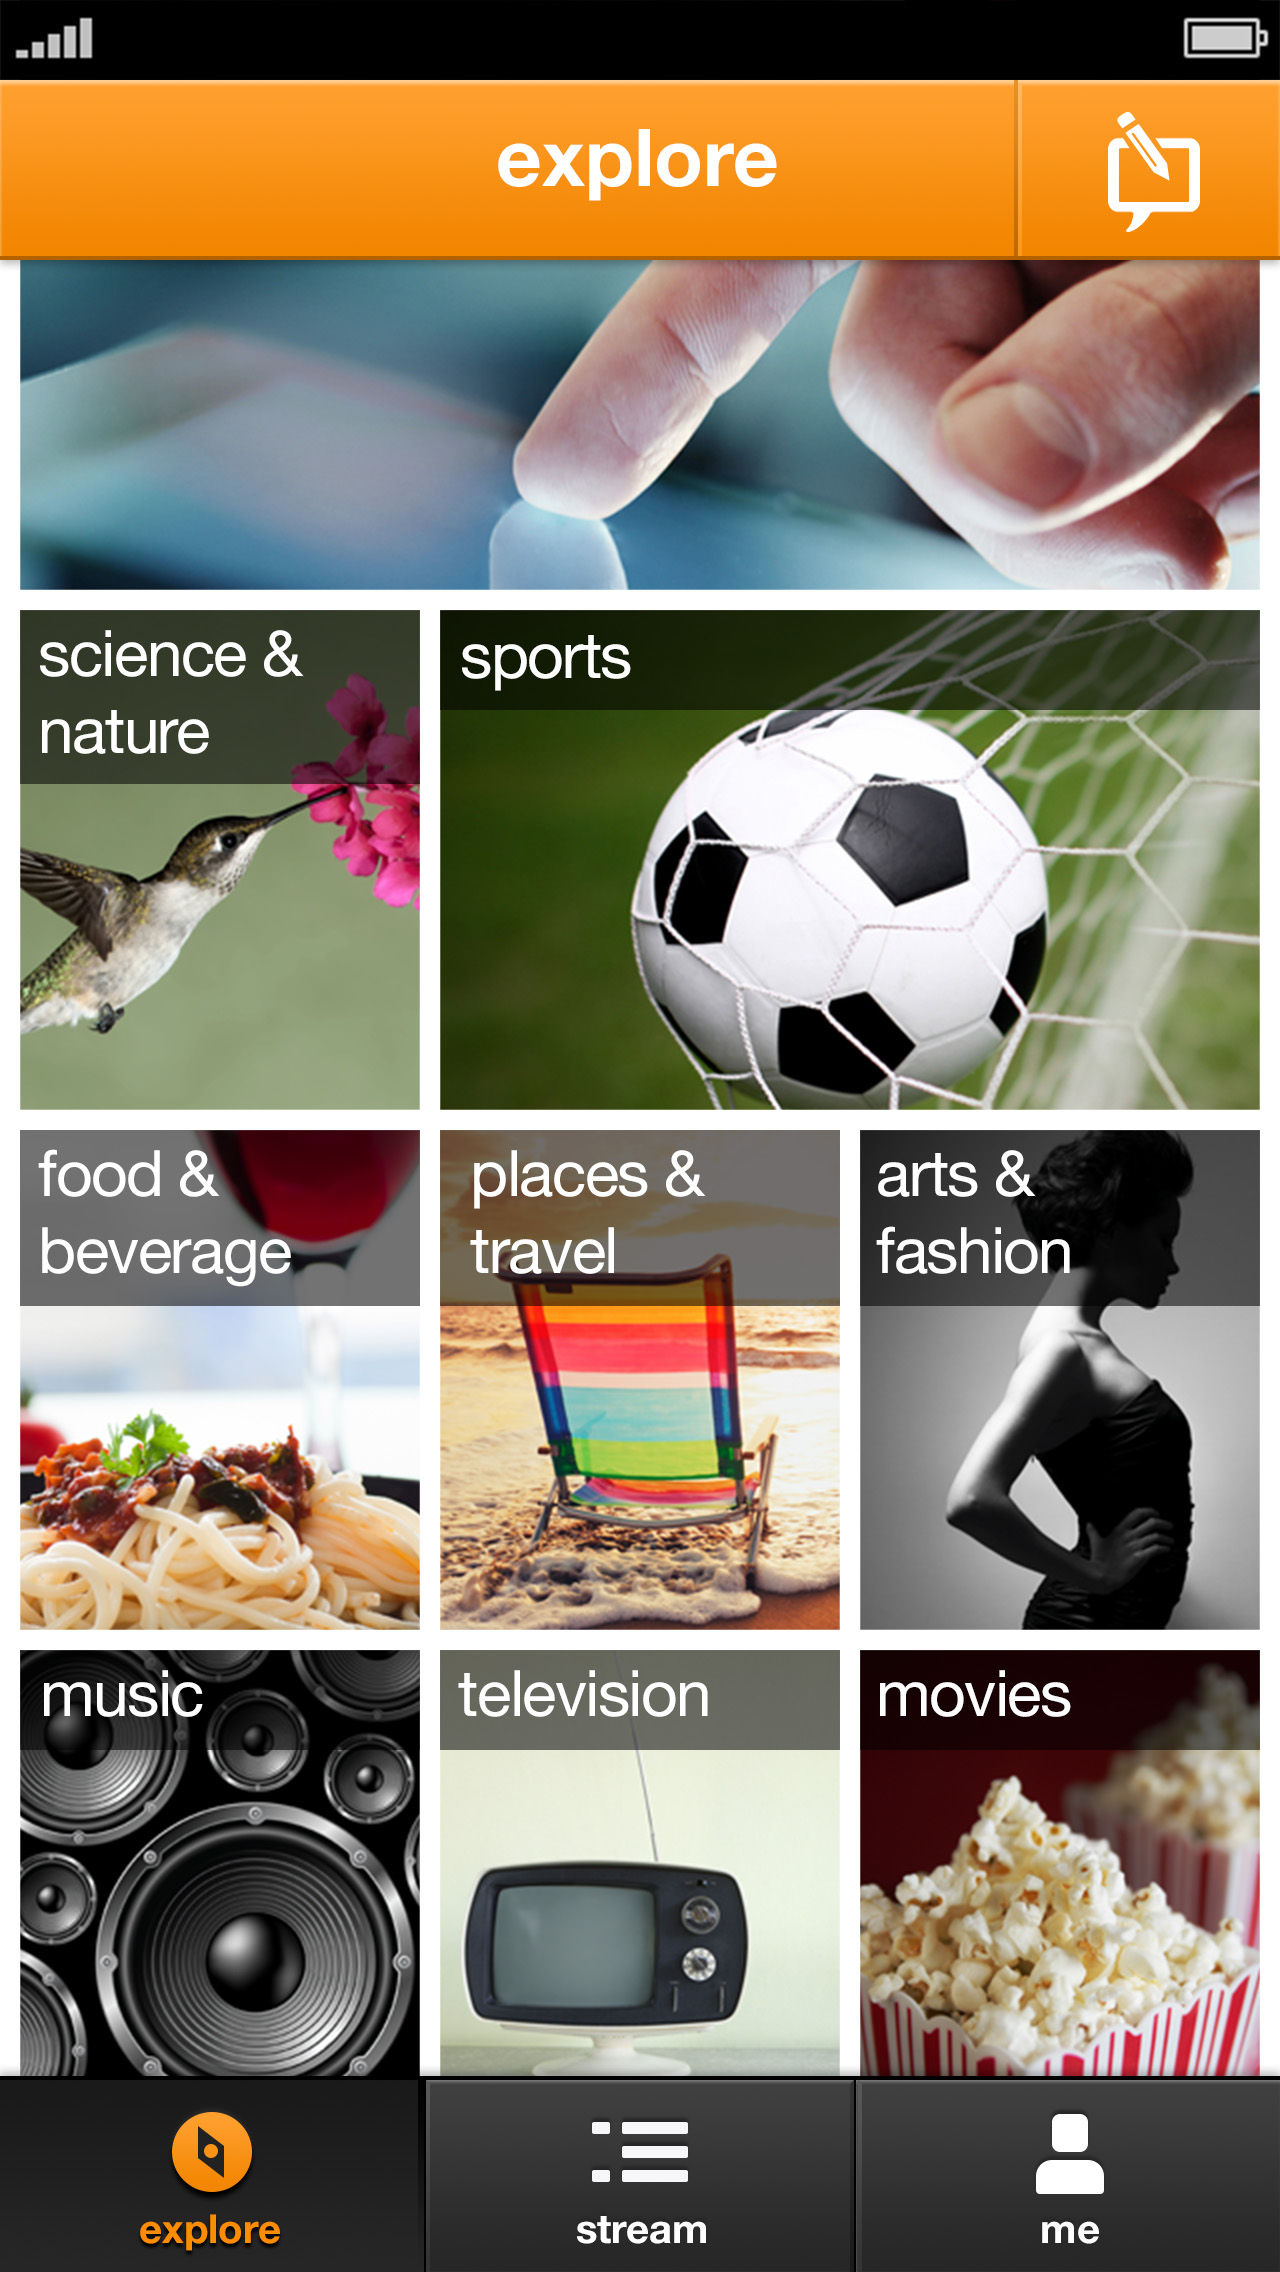 explore
science &
nature
sports
food &
beverage
places &
travel
arts &
fashion
music
television
movies
explore
stream
me